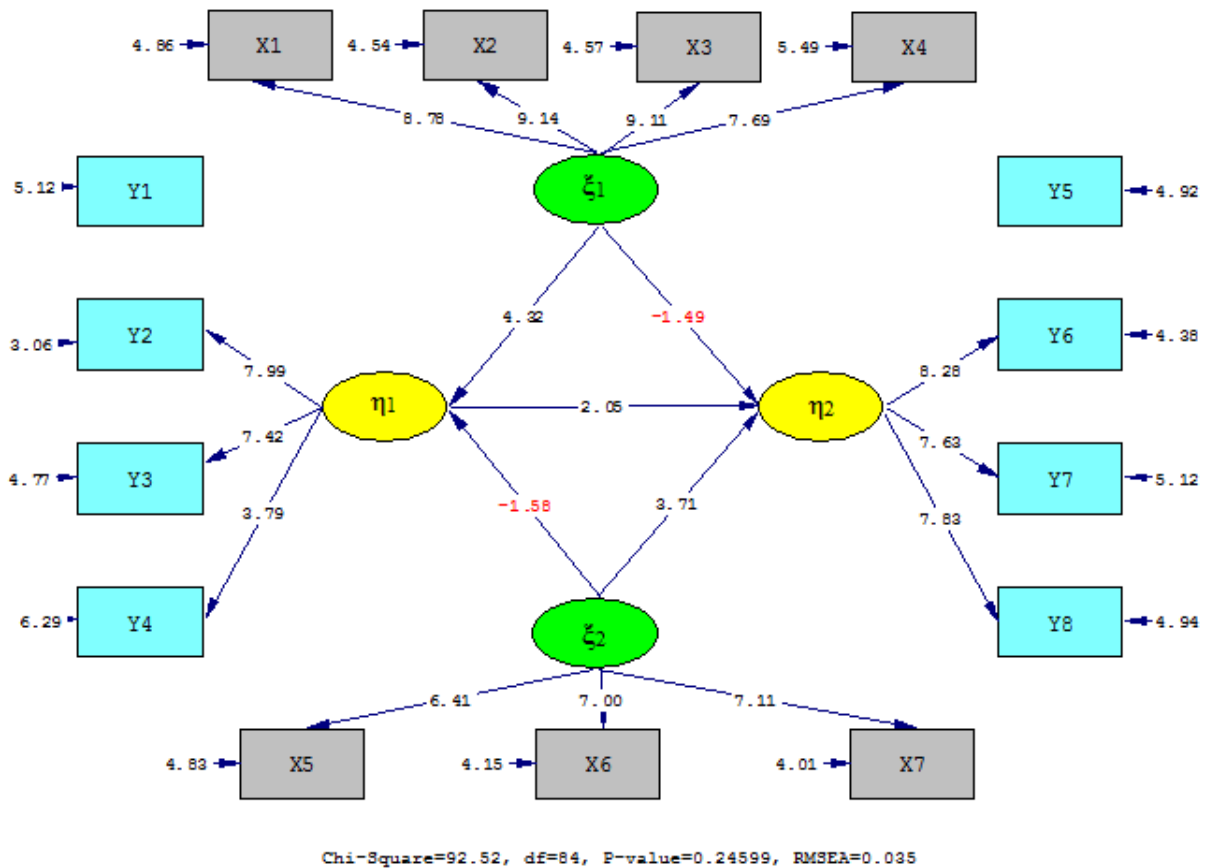 4.86 X1 4.54 X2 4.57 X3 5.49 X4
8.78 9.14 9.11 7.69
5.12 Y1 ξ1 Y5 4.92
3.06 Y2 4.32 -1.49 Y6 4.38
7.99 8.28
η1 2.05 η2
7.42 7.63
4.77 Y3 Y7 5.12
3.79 -1.58 3.71 7.83
6.29 Y4 ξ2 Y8 4.94
6.41 7.00 7.11
4.83 X5 4.15 X6 4.01 X7
Chi-Square=92.52, df=84, P-value=0.24599, RMSEA=0.035